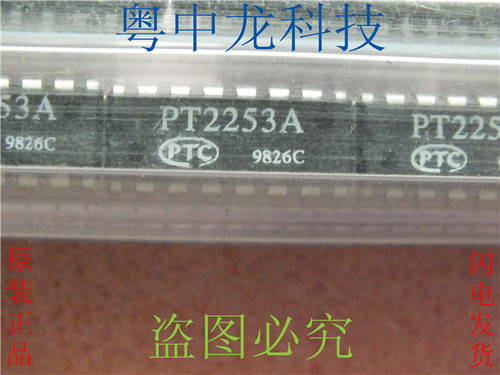 粤中龙科技
53A
9826C
PT2253A
PTC
9826C
PT225
PTC
原装正品
闪电发货
盗图必究